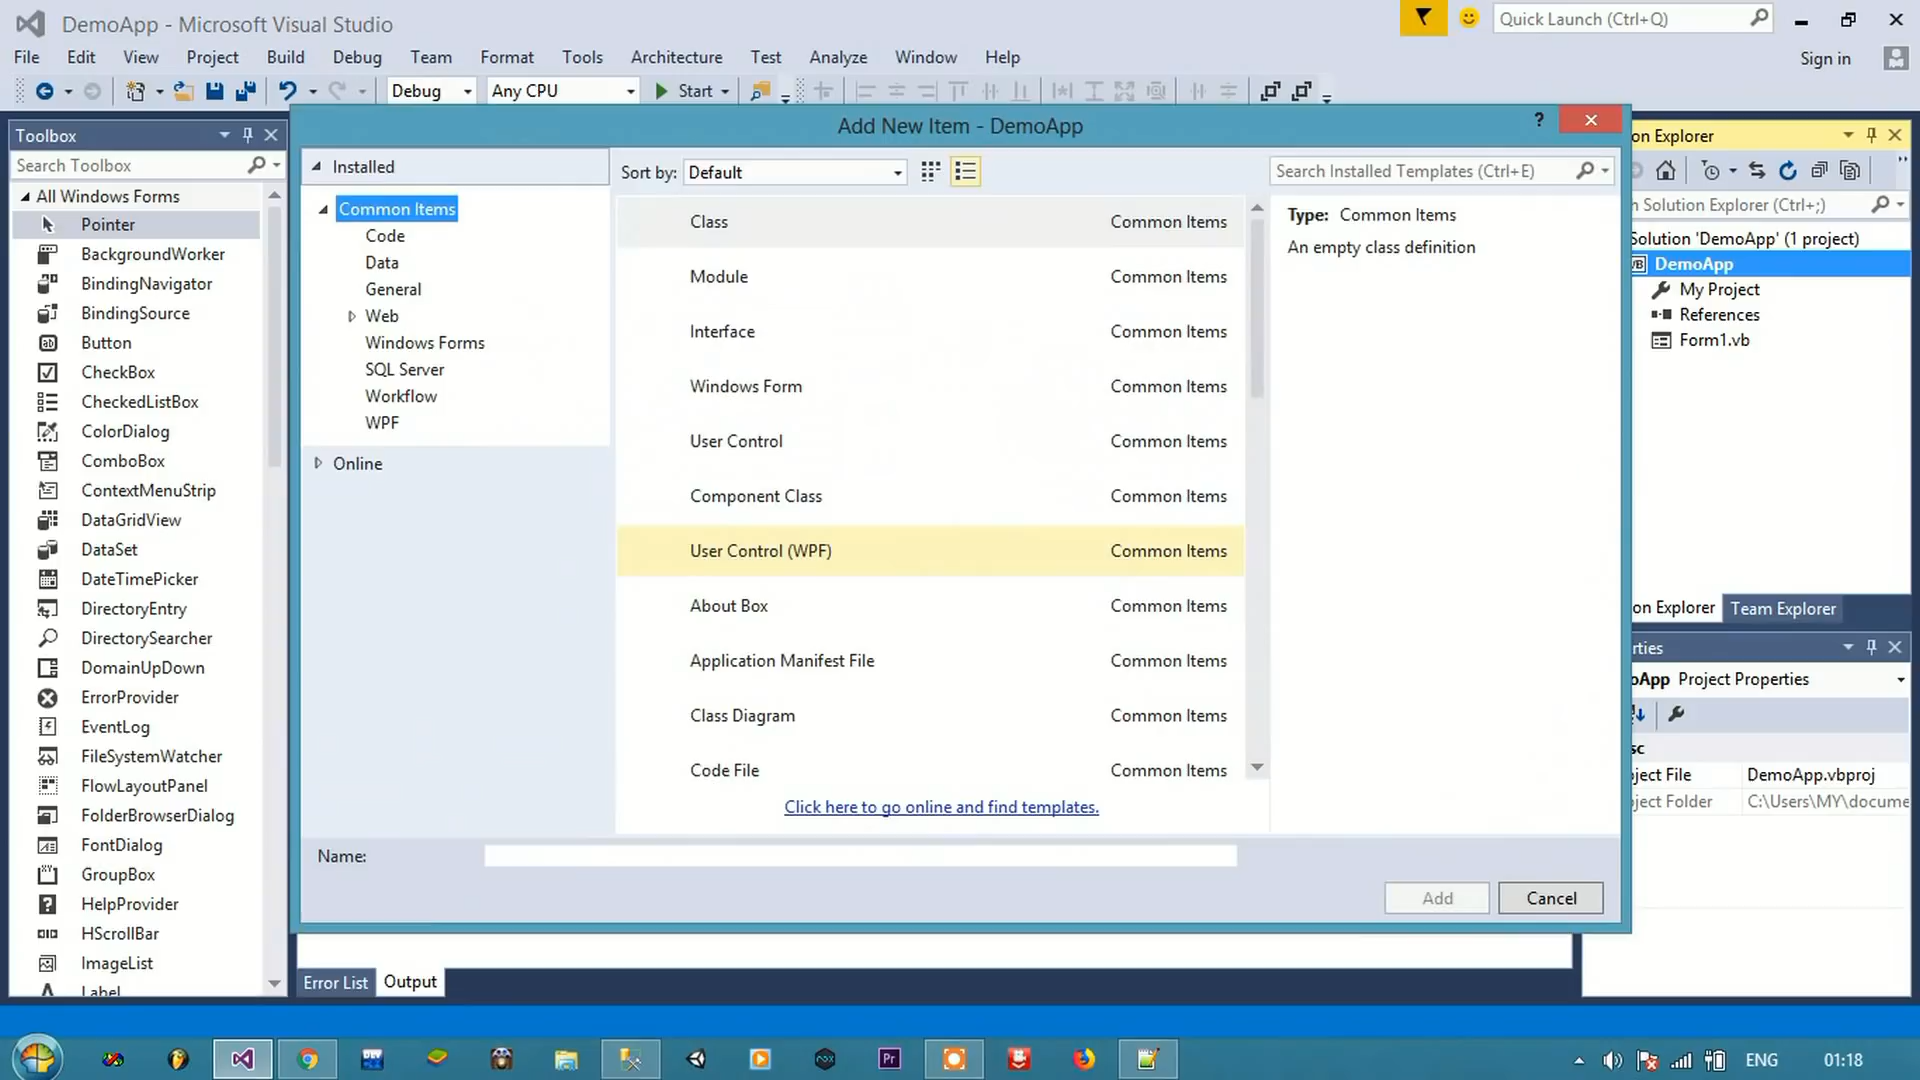 DemoApp - Microsoft Visual Studio
Quick Launch (Ctrl+Q)
File Edit View Project Build Debug Team Format Tools Architecture Test Analyze Window Help
Sign in
Debug Any CPU Start
Toolbox
Search Toolbox
All Windows Forms
Pointer
BackgroundWorker
BindingNavigator
BindingSource
Button
CheckBox
CheckedListBox
ColorDialog
ComboBox
ContextMenuStrip
DataGridView
DataSet
DateTimePicker
DirectoryEntry
DirectorySearcher
DomainUpDown
ErrorProvider
EventLog
FileSystemWatcher
FlowLayoutPanel
FolderBrowserDialog
FontDialog
GroupBox
HelpProvider
HScrollBar
ImageList
Label
Add New Item - DemoApp
?
Installed
Common Items
Code
Data
General
Web
Windows Forms
SQL Server
Workflow
WPF
Online
Sort by: Default
Search Installed Templates (Ctrl+E)
Class Common Items
Module Common Items
Interface Common Items
Windows Form Common Items
User Control Common Items
Component Class Common Items
User Control (WPF) Common Items
About Box Common Items
Application Manifest File Common Items
Class Diagram Common Items
Code File Common Items
Click here to go online and find templates.
Type: Common Items
An empty class definition
Name:
Add Cancel
Error List Output
on Explorer
h Solution Explorer (Ctrl+;)
Solution 'DemoApp' (1 project)
VB DemoApp
My Project
References
Form1.vb
on Explorer Team Explorer
rties
oApp Project Properties
sc
ject File DemoApp.vbproj
ject Folder C:\Users\MY\docume
Pr
ENG 01:18